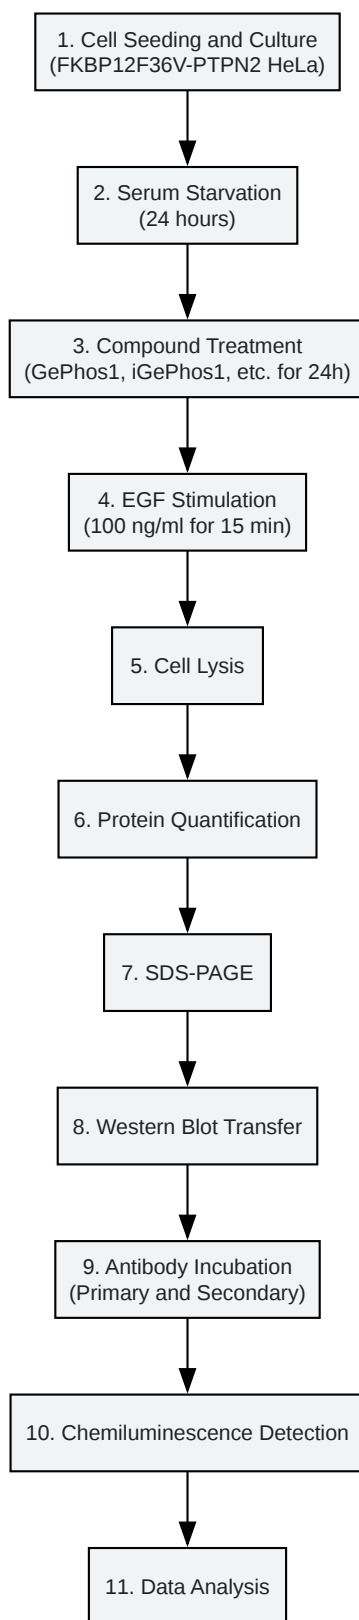 1. Cell Seeding and Culture
(FKBP12F36V-PTPN2 HeLa)
2. Serum Starvation
(24 hours)
3. Compound Treatment
(GePhos1, iGePhos1, etc. for 24h)
4. EGF Stimulation
(100 ng/ml for 15 min)
5. Cell Lysis
6. Protein Quantification
7. SDS-PAGE
8. Western Blot Transfer
9. Antibody Incubation
(Primary and Secondary)
10. Chemiluminescence Detection
11. Data Analysis